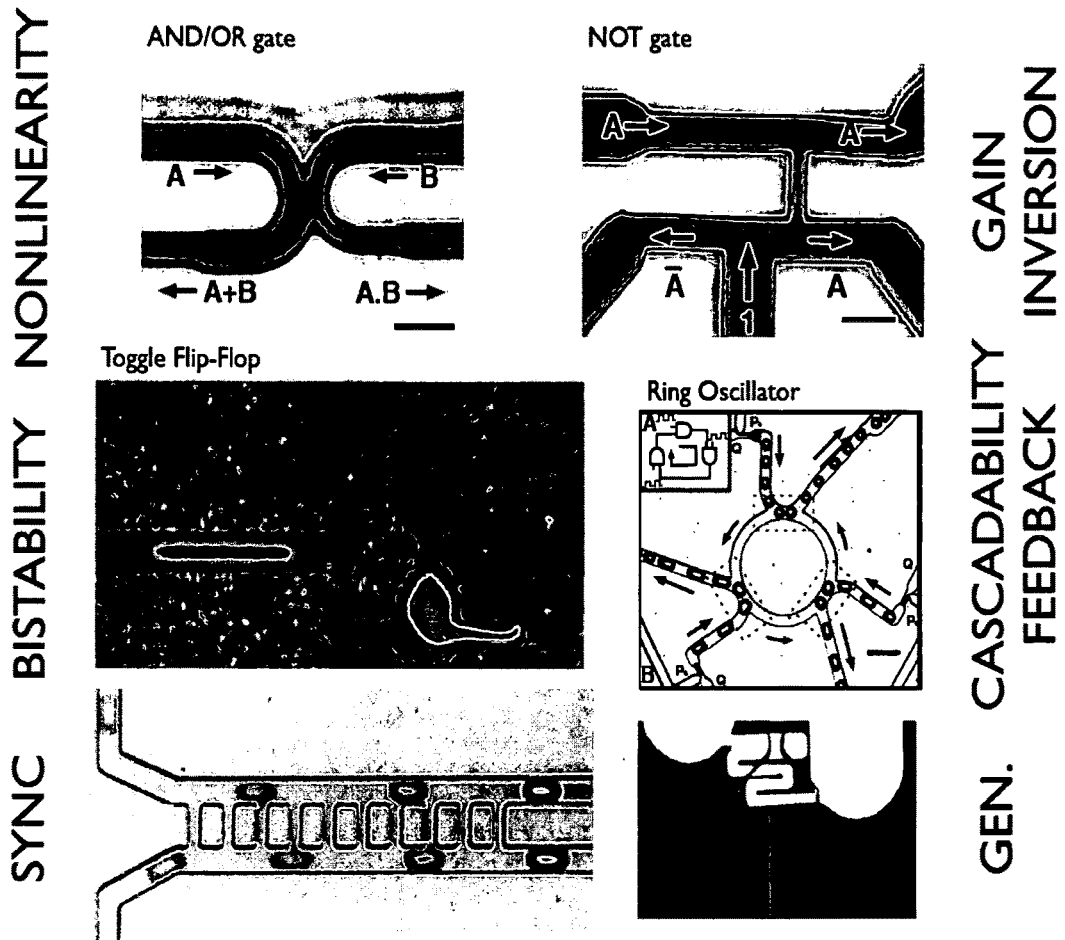 NONLINEARITY
AND/OR gate
A
B
A+B
A.B
NOT gate
A
A
A̅
A
1
GAIN
INVERSION
Toggle Flip-Flop
BISTABILITY
Ring Oscillator
A
Q
B
Q
Q
CASCADABILITY
FEEDBACK
SYNC
GEN.